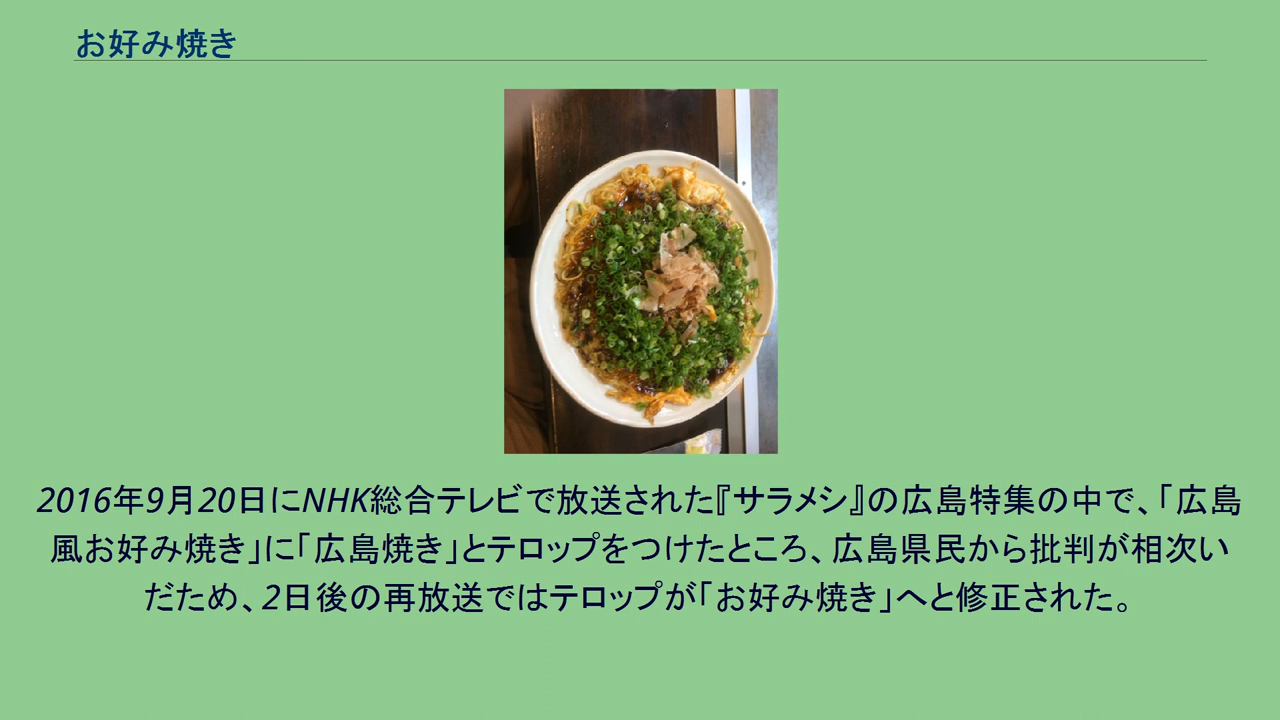 お好み焼き
2016年9月20日にNHK総合テレビで放送された『サラメシ』の広島特集の中で、「広島
風お好み焼き」に「広島焼き」とテロップをつけたところ、広島県民から批判が相次い
だため、2日後の再放送ではテロップが「お好み焼き」へと修正された。